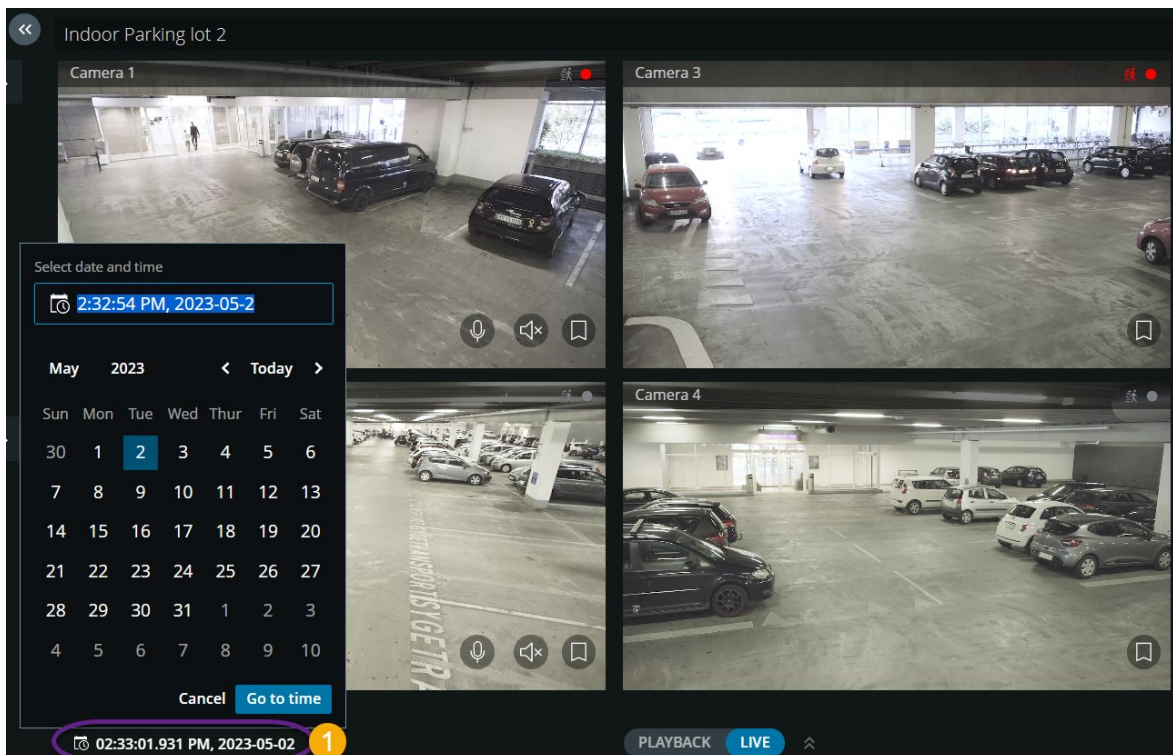 Indoor Parking lot 2
Camera 1
Camera 3
Select date and time
2:32:54 PM, 2023-05-2
May 2023 < Today >
Sun Mon Tue Wed Thur Fri Sat
30 1 2 3 4 5 6
7 8 9 10 11 12 13
14 15 16 17 18 19 20
21 22 23 24 25 26 27
28 29 30 31 1 2 3
4 5 6 7 8 9 10
Cancel Go to time
Camera 4
02:33:01.931 PM, 2023-05-02 1
PLAYBACK LIVE